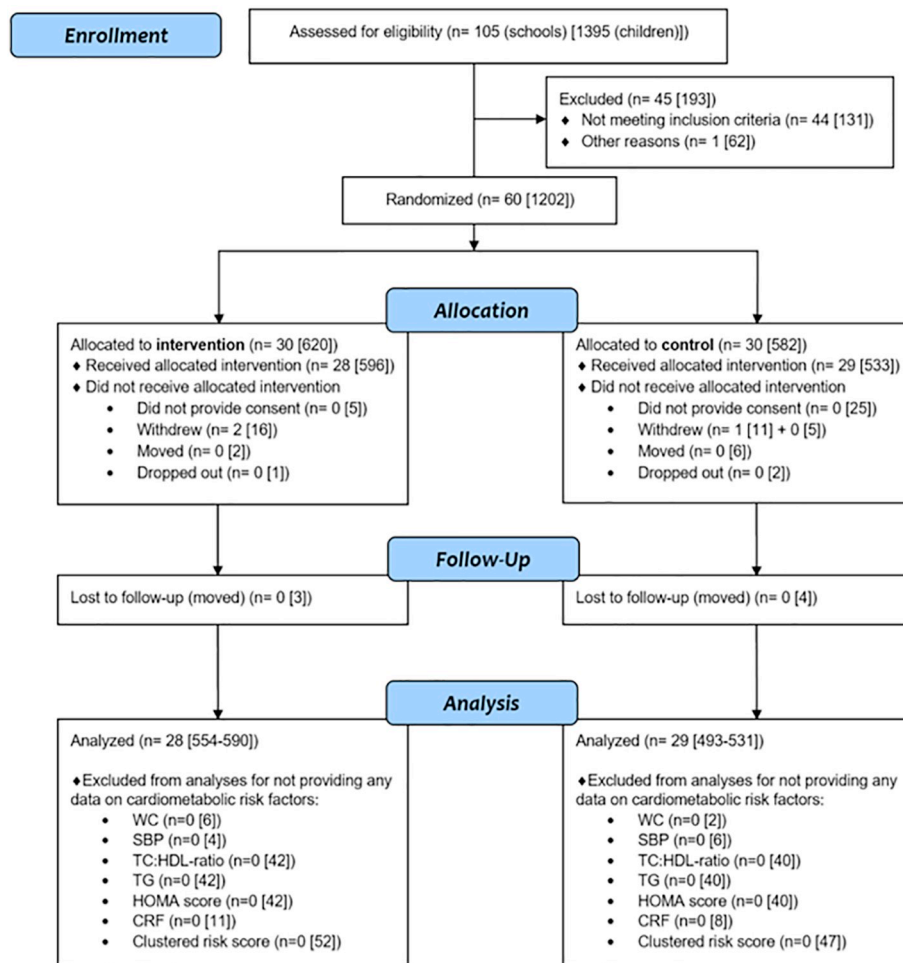 Enrollment
Assessed for eligibility (n= 105 (schools) [1395 (children)])
Excluded (n= 45 [193])
♦ Not meeting inclusion criteria (n= 44 [131])
♦ Other reasons (n= 1 [62])
Randomized (n= 60 [1202])
Allocation
Allocated to intervention (n= 30 [620])
♦ Received allocated intervention (n= 28 [596])
♦ Did not receive allocated intervention
• Did not provide consent (n= 0 [5])
• Withdrew (n= 2 [16])
• Moved (n= 0 [2])
• Dropped out (n= 0 [1])
Allocated to control (n= 30 [582])
♦ Received allocated intervention (n= 29 [533])
♦ Did not receive allocated intervention
• Did not provide consent (n= 0 [25])
• Withdrew (n= 1 [11] + 0 [5])
• Moved (n= 0 [6])
• Dropped out (n= 0 [2])
Follow-Up
Lost to follow-up (moved) (n= 0 [3])
Lost to follow-up (moved) (n= 0 [4])
Analysis
Analyzed (n= 28 [554-590])
♦Excluded from analyses for not providing any
data on cardiometabolic risk factors:
• WC (n=0 [6])
• SBP (n=0 [4])
• TC:HDL-ratio (n=0 [42])
• TG (n=0 [42])
• HOMA score (n=0 [42])
• CRF (n=0 [11])
• Clustered risk score (n=0 [52])
Analyzed (n= 29 [493-531])
♦Excluded from analyses for not providing any
data on cardiometabolic risk factors:
• WC (n=0 [2])
• SBP (n=0 [6])
• TC:HDL-ratio (n=0 [40])
• TG (n=0 [40])
• HOMA score (n=0 [40])
• CRF (n=0 [8])
• Clustered risk score (n=0 [47])